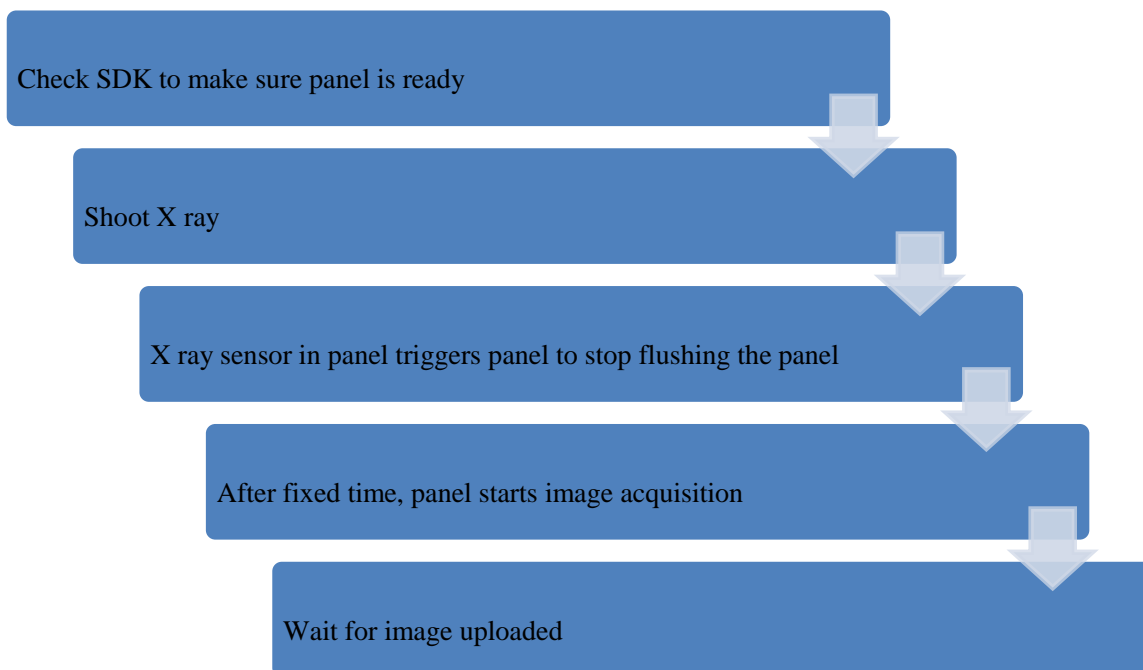 Check SDK to make sure panel is ready
Shoot X ray
X ray sensor in panel triggers panel to stop flushing the panel
After fixed time, panel starts image acquisition
Wait for image uploaded